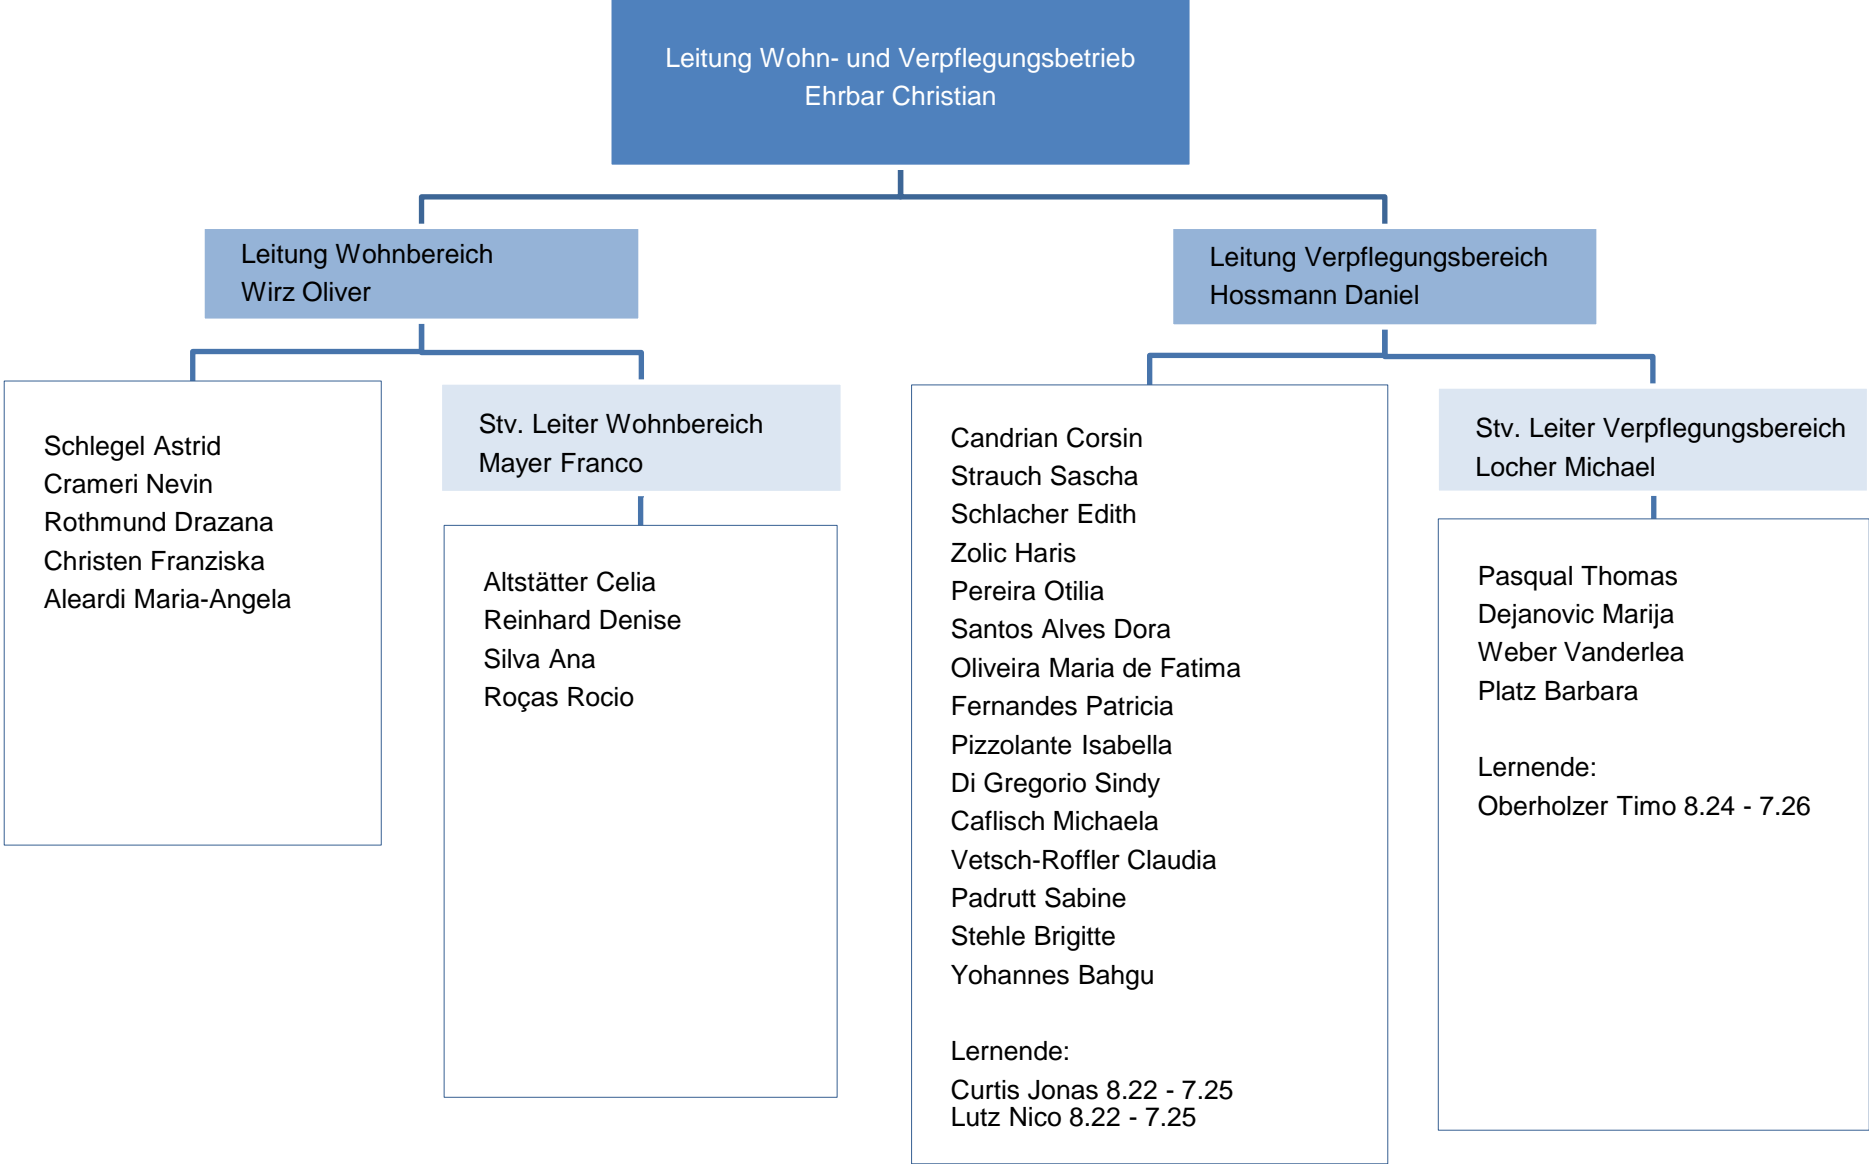 Leitung Wohn- und Verpflegungsbetrieb
Ehrbar Christian
Leitung Wohnbereich
Wirz Oliver
Leitung Verpflegungsbereich
Hossmann Daniel
Schlegel Astrid
Crameri Nevin
Rothmund Drazana
Christen Franziska
Aleardi Maria-Angela
Stv. Leiter Wohnbereich
Mayer Franco
Altstätter Celia
Reinhard Denise
Silva Ana
Roças Rocio
Candrian Corsin
Strauch Sascha
Schlacher Edith
Zolic Haris
Pereira Otilia
Santos Alves Dora
Oliveira Maria de Fatima
Fernandes Patricia
Pizzolante Isabella
Di Gregorio Sindy
Caflisch Michaela
Vetsch-Roffler Claudia
Padrutt Sabine
Stehle Brigitte
Yohannes Bahgu
Lernende:
Curtis Jonas 8.22 - 7.25
Lutz Nico 8.22 - 7.25
Stv. Leiter Verpflegungsbereich
Locher Michael
Pasqual Thomas
Dejanovic Marija
Weber Vanderlea
Platz Barbara
Lernende:
Oberholzer Timo 8.24 - 7.26